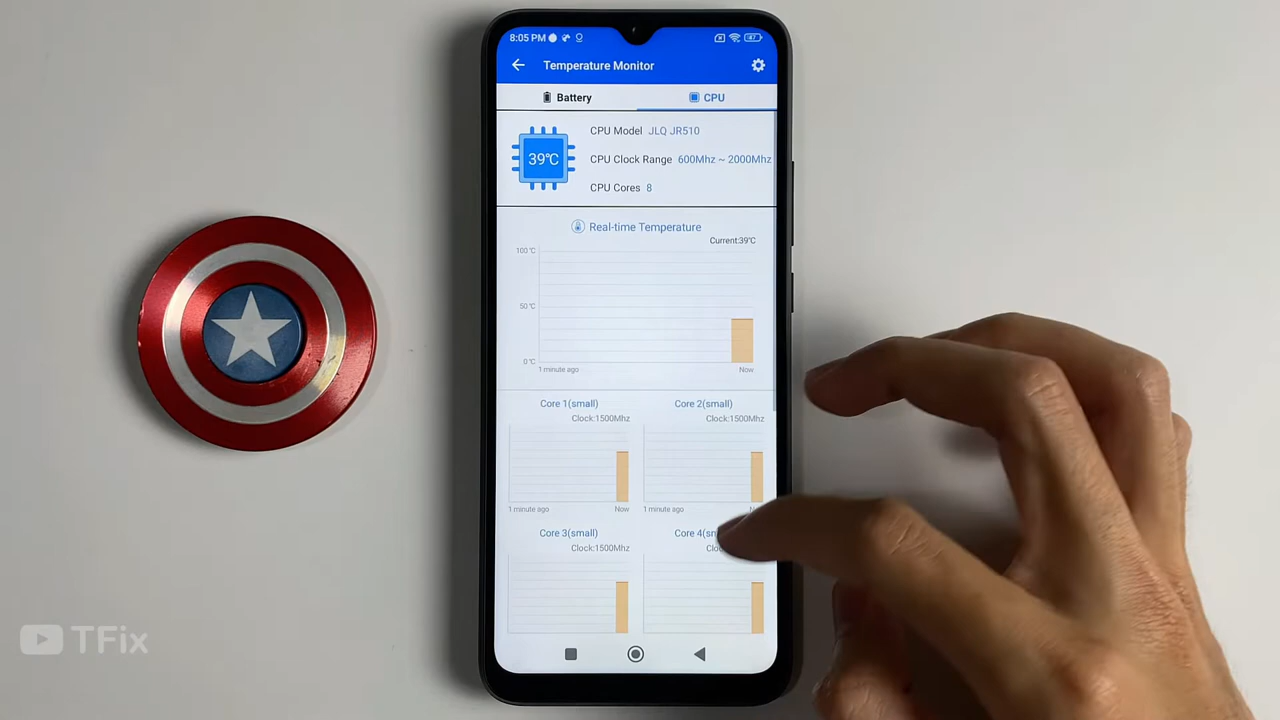 8:05 PM
47
Temperature Monitor
Battery
CPU
39℃
CPU Model JLQ JR510
CPU Clock Range 600Mhz ~ 2000Mhz
CPU Cores 8
Real-time Temperature
Current:39℃
100 ℃
50 ℃
0 ℃
1 minute ago
Now
Core 1(small)
Core 2(small)
Clock:1500Mhz
Clock:1500Mhz
1 minute ago
Now
1 minute ago
Core 3(small)
Core 4(sm
Clock:1500Mhz
TFix